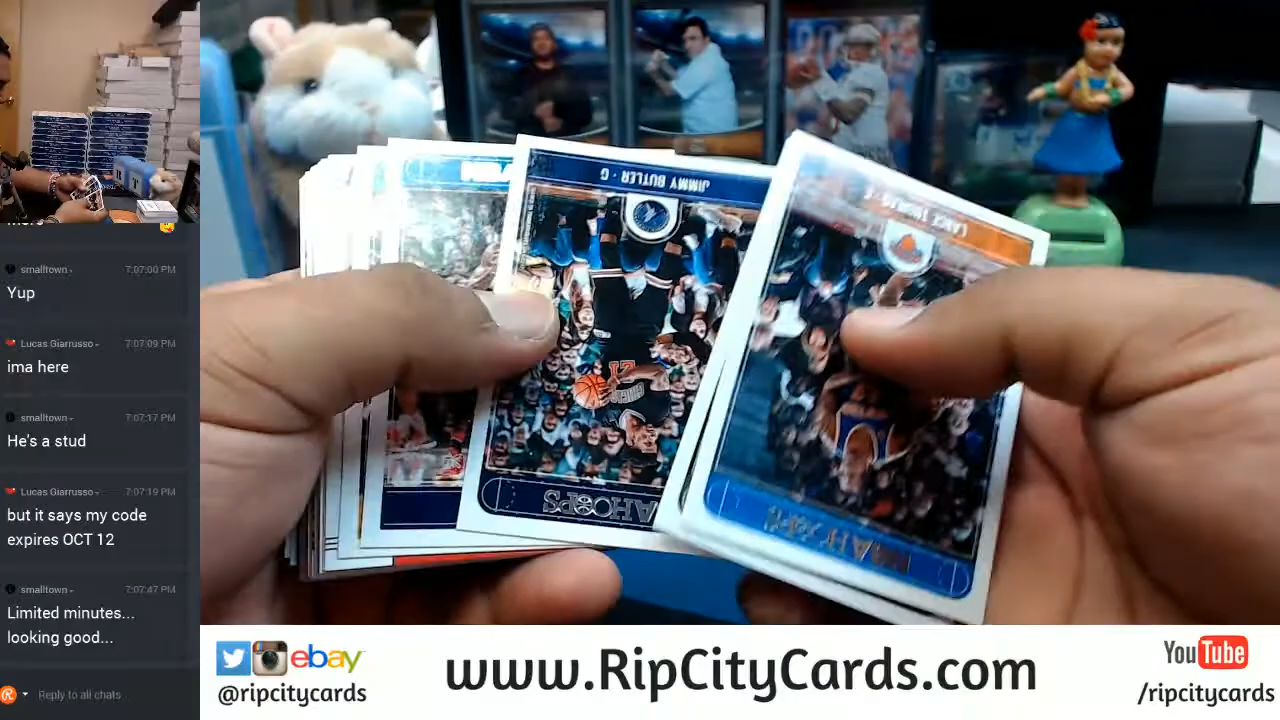 smalltown
7:07:00 PM
Yup
Lucas Giarrusso
7:07:09 PM
ima here
smalltown
7:07:17 PM
He's a stud
Lucas Giarrusso
7:07:19 PM
but it says my code
expires OCT 12
smalltown
7:07:47 PM
Limited minutes...
looking good...
Reply to all chats
JIMMY BUTLER - G
21
ebay
@ripcitycards
www.RipCityCards.com
YouTube
/ripcitycards